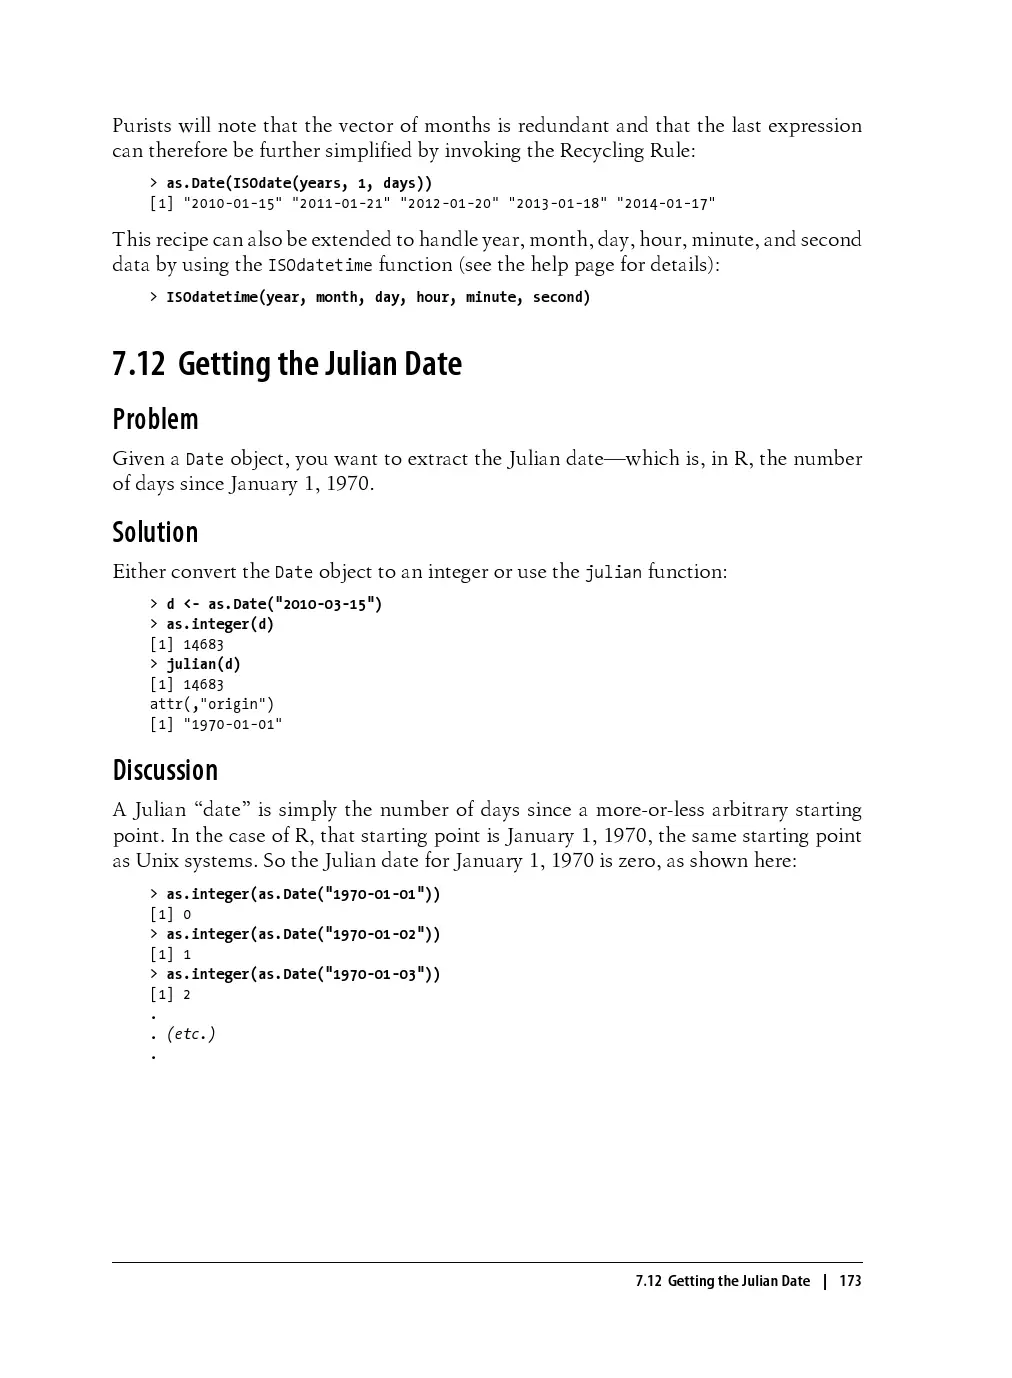 Purists will note that the vector of months is redundant and that the last expression
can therefore be further simplified by invoking the Recycling Rule:
> as.Date(ISOdate(years, 1, days))
[1] "2010-01-15" "2011-01-21" "2012-01-20" "2013-01-18" "2014-01-17"
This recipe can also be extended to handle year, month, day, hour, minute, and second
data by using the ISOdatetime function (see the help page for details):
> ISOdatetime(year, month, day, hour, minute, second)
7.12 Getting the Julian Date
Problem
Given a Date object, you want to extract the Julian date—which is, in R, the number
of days since January 1, 1970.
Solution
Either convert the Date object to an integer or use the julian function:
> d <- as.Date("2010-03-15")
> as.integer(d)
[1] 14683
> julian(d)
[1] 14683
attr(,"origin")
[1] "1970-01-01"
Discussion
A Julian “date” is simply the number of days since a more-or-less arbitrary starting
point. In the case of R, that starting point is January 1, 1970, the same starting point
as Unix systems. So the Julian date for January 1, 1970 is zero, as shown here:
> as.integer(as.Date("1970-01-01"))
[1] 0
> as.integer(as.Date("1970-01-02"))
[1] 1
> as.integer(as.Date("1970-01-03"))
[1] 2
.
. (etc.)
.
7.12 Getting the Julian Date | 173